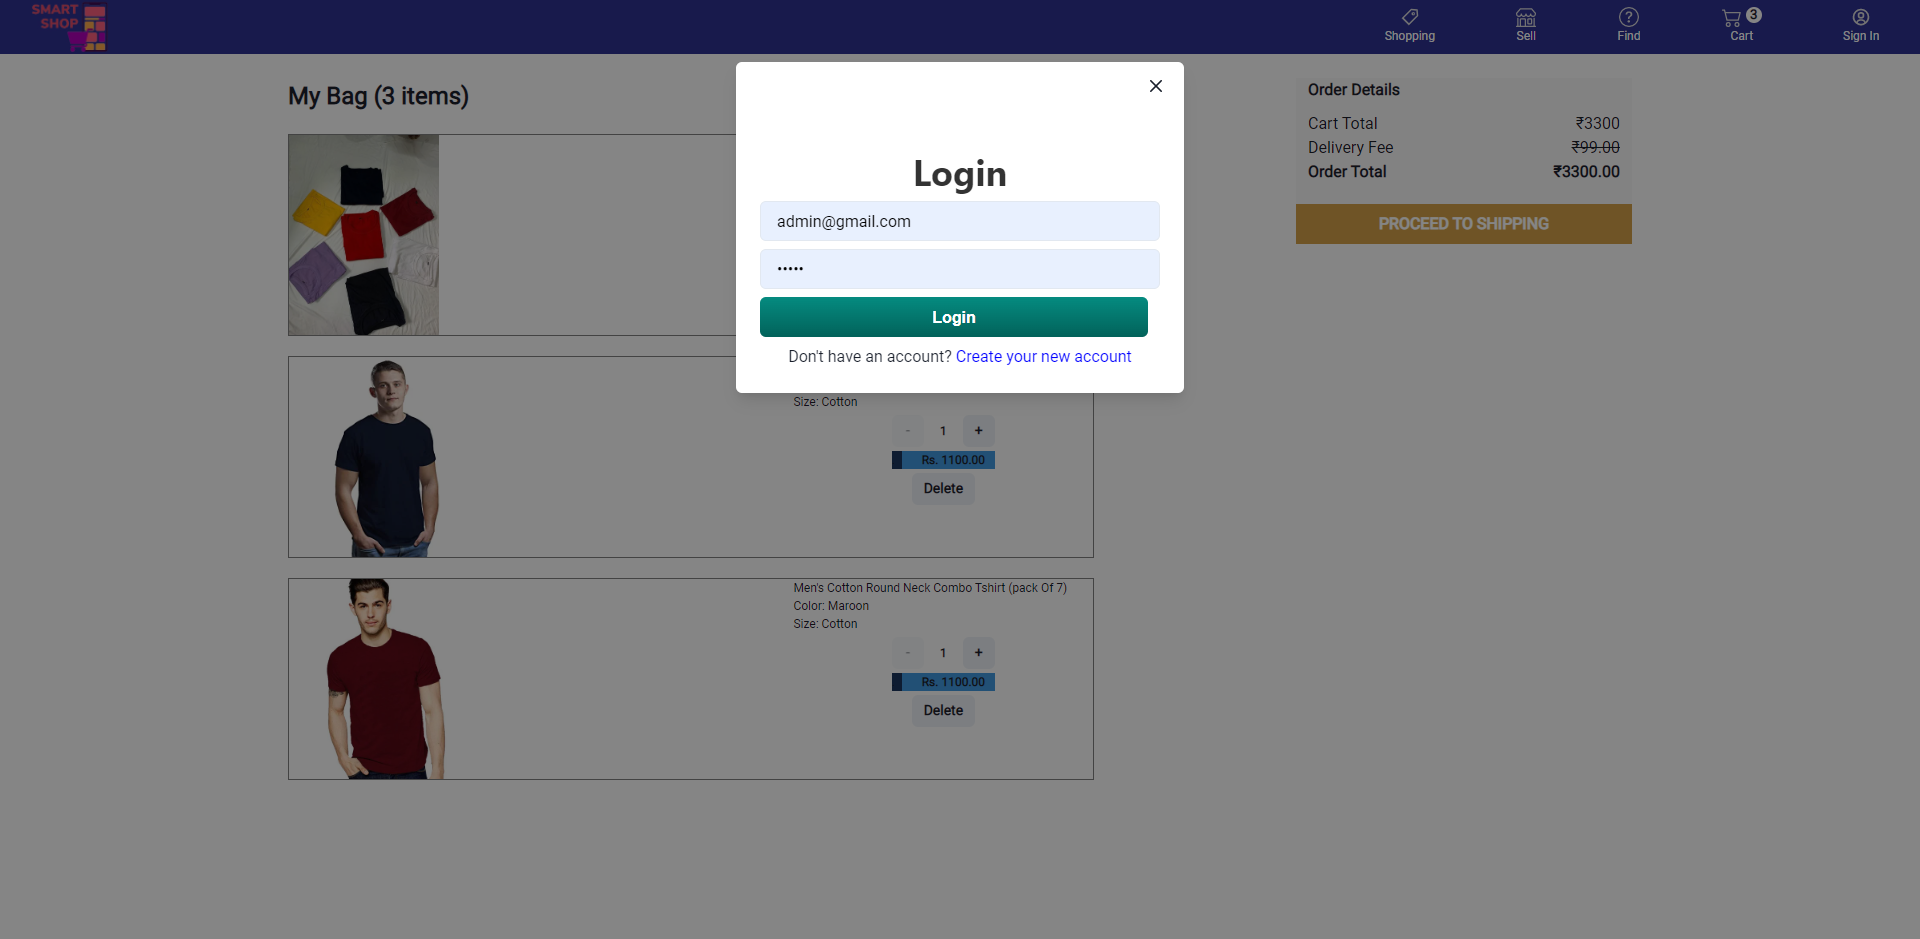 SMART
SHOP
Shopping
Sell
Find
3
Cart
Sign In
My Bag (3 items)
Login
admin@gmail.com
•••••
Login
Don't have an account? Create your new account
Order Details
Cart Total ₹3300
Delivery Fee ₹99.00
Order Total ₹3300.00
PROCEED TO SHIPPING
Size: Cotton
- 1 +
Rs. 1100.00
Delete
Men's Cotton Round Neck Combo Tshirt (pack Of 7)
Color: Maroon
Size: Cotton
- 1 +
Rs. 1100.00
Delete